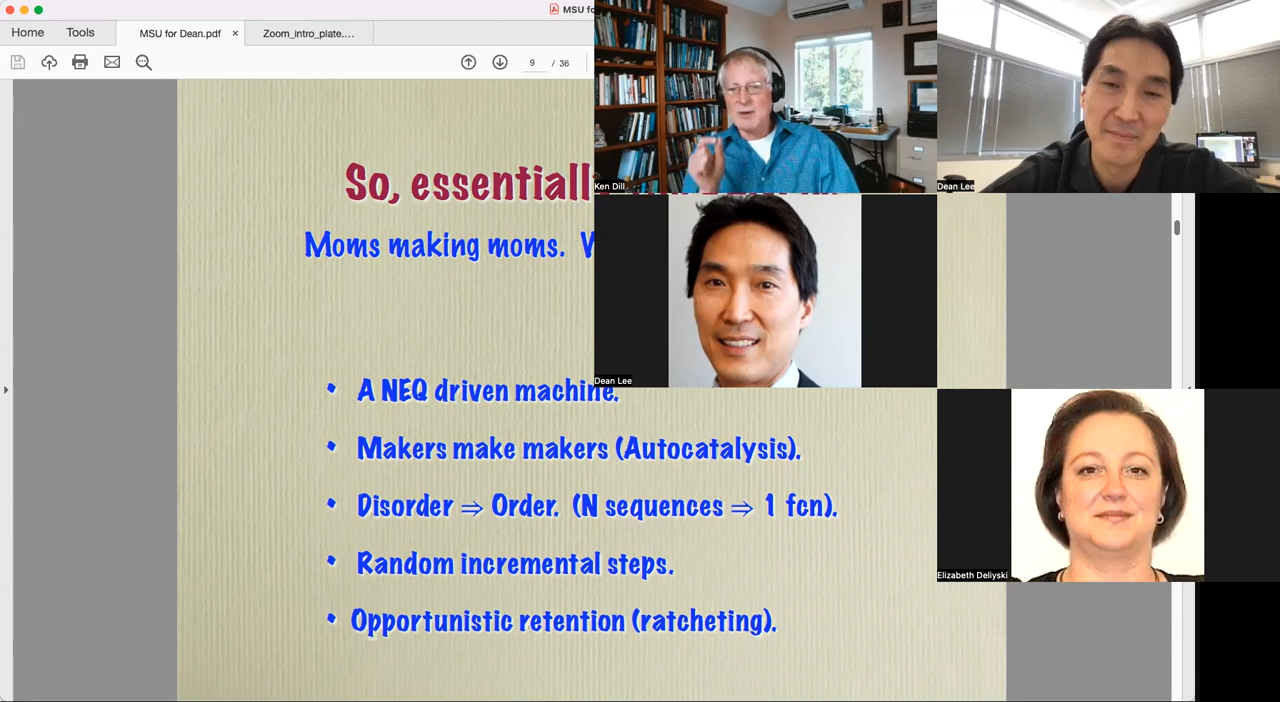 MSU fo
Home
Tools
MSU for Dean.pdf ×
Zoom_intro_plate....
9 / 36
So, essentiall
Moms making moms.
• A NEQ driven machine.
• Makers make makers (Autocatalysis).
• Disorder ⇒ Order. (N sequences ⇒ 1 fcn).
• Random incremental steps.
• Opportunistic retention (ratcheting).
Ken Dill
Dean Lee
Dean Lee
Elizabeth Deliyski